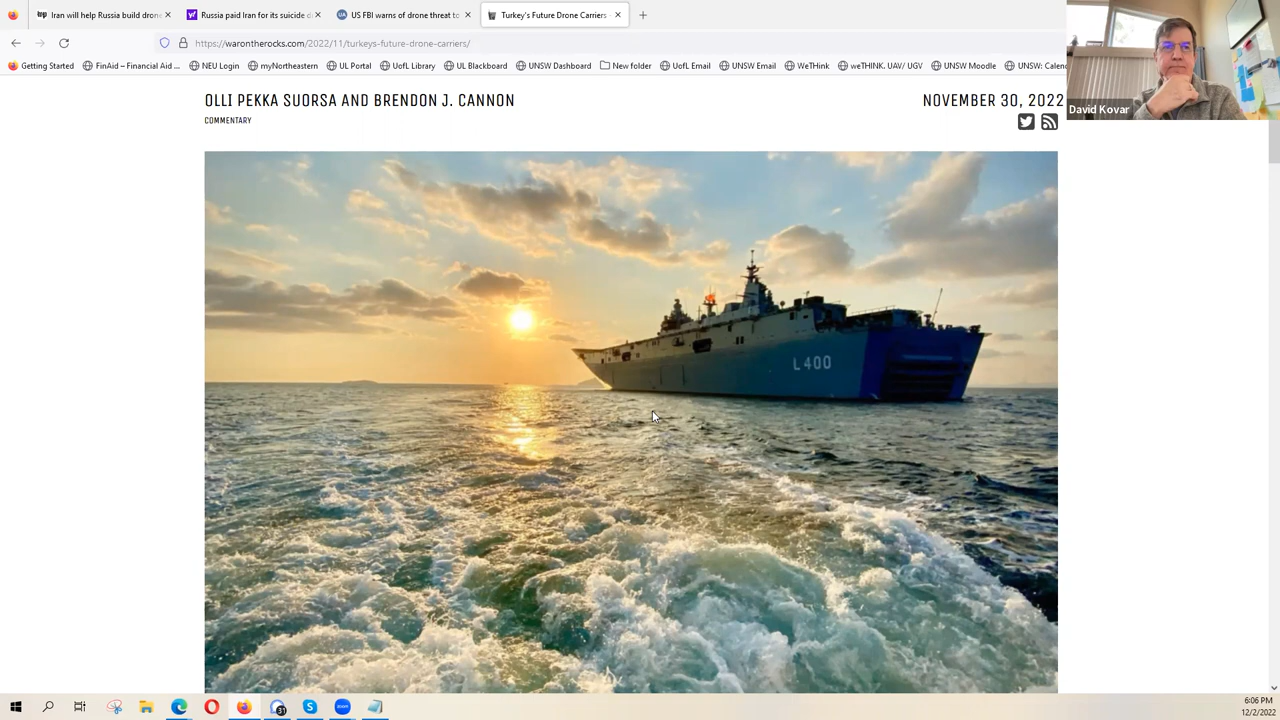 Iran will help Russia build drone
Russia paid Iran for its suicide d
US FBI warns of drone threat to
Turkey's Future Drone Carriers -
https://warontherocks.com/2022/11/turkeys-future-drone-carriers/
Getting Started
FinAid – Financial Ad ...
NEU Login
myNortheastern
UL Portal
UofL Library
UL Blackboard
UNSW Dashboard
New folder
UofL Email
UNSW Email
WeTHink
weTHINK, UAV/ UGV
UNSW Moodle
UNSW: Calen
David Kovar
OLLI PEKKA SUORSA AND BRENDON J. CANNON
NOVEMBER 30, 2022
COMMENTARY
L400
31
zoom
6:06 PM
12/2/2022